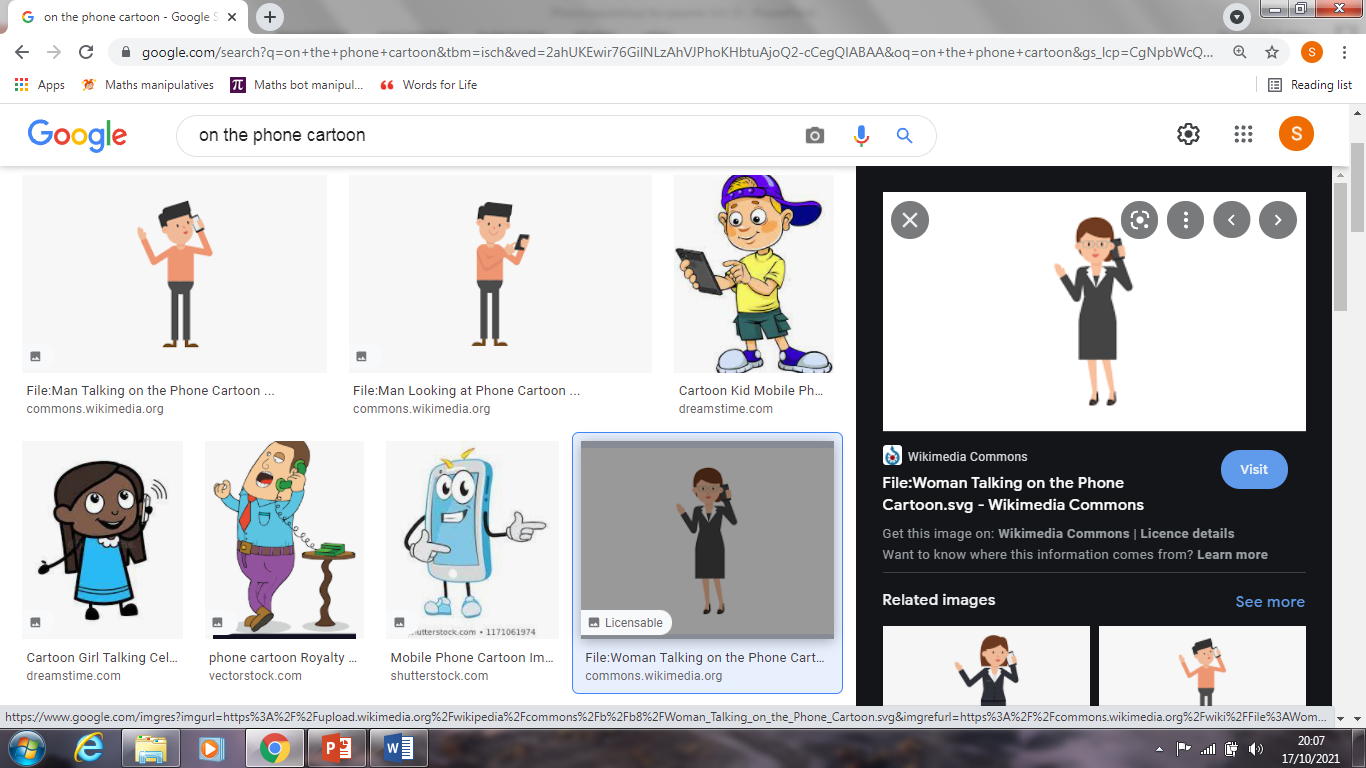 on the phone cartoon - Google S
google.com/search?q=on+the+phone+cartoon&tbm=isch&ved=2ahUKEwir76GilNLzAhVJPhoKHbtuAjoQ2-cCegQIABAA&oq=on+the+phone+cartoon&gs_lcp=CgNpbWcQ...
S
Apps
Maths manipulatives
Maths bot manipul...
Words for Life
Reading list
Google
on the phone cartoon
S
File:Man Talking on the Phone Cartoon ...
commons.wikimedia.org
File:Man Looking at Phone Cartoon ...
commons.wikimedia.org
Cartoon Kid Mobile Ph...
dreamstime.com
Cartoon Girl Talking Cel...
dreamstime.com
phone cartoon Royalty ...
vectorstock.com
shutterstock.com • 1171061974
Mobile Phone Cartoon Im...
shutterstock.com
Licensable
File:Woman Talking on the Phone Cart...
commons.wikimedia.org
Wikimedia Commons
File:Woman Talking on the Phone
Cartoon.svg - Wikimedia Commons
Visit
Get this image on: Wikimedia Commons | Licence details
Want to know where this information comes from? Learn more
Related images
See more
https://www.google.com/imgres?imgurl=https%3A%2F%2Fupload.wikimedia.org%2Fwikipedia%2Fcommons%2Fb%2Fb8%2FWoman_Talking_on_the_Phone_Cartoon.svg&imgrefurl=https%3A%2F%2Fcommons.wikimedia.org%2Fwiki%2FFile%3AWom...
20:07
17/10/2021